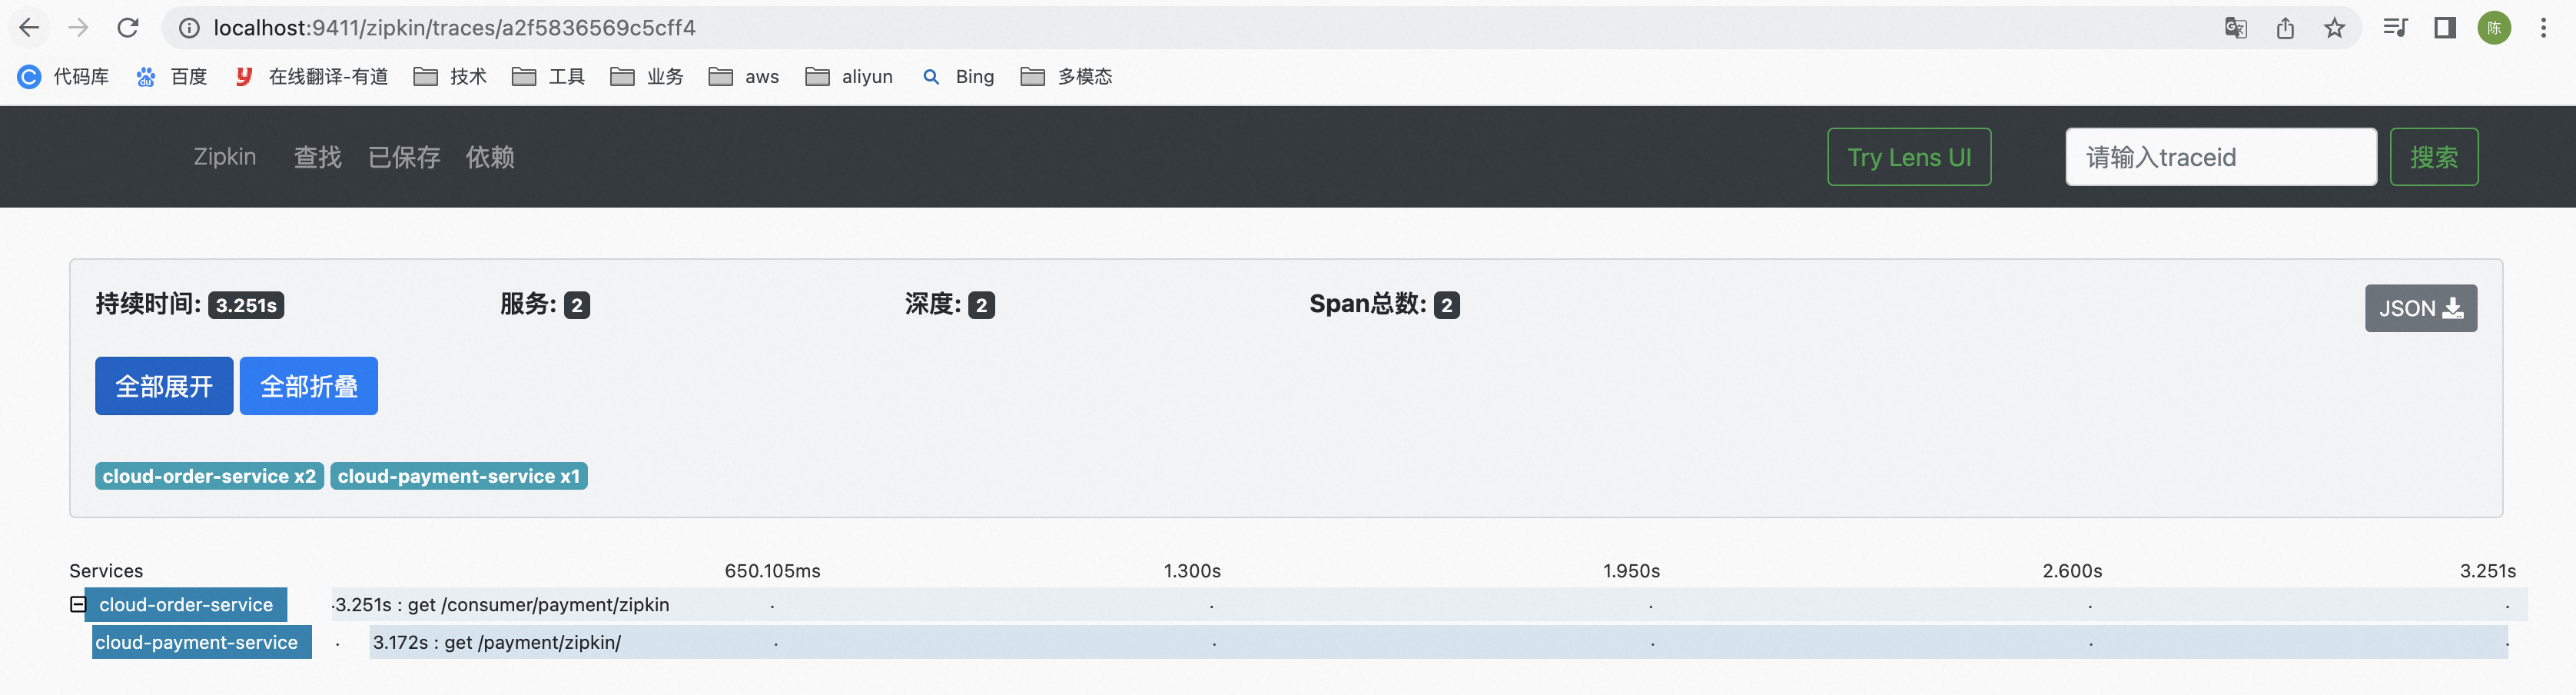 localhost:9411/zipkin/traces/a2f5836569c5cff4
陈
代码库 百度 在线翻译-有道 技术 工具 业务 aws aliyun Bing 多模态
Zipkin 查找 已保存 依赖 Try Lens UI 请输入traceid 搜索
持续时间: 3.251s 服务: 2 深度: 2 Span总数: 2 JSON
全部展开 全部折叠
cloud-order-service x2 cloud-payment-service x1
Services 650.105ms 1.300s 1.950s 2.600s 3.251s
cloud-order-service 3.251s : get /consumer/payment/zipkin
cloud-payment-service 3.172s : get /payment/zipkin/